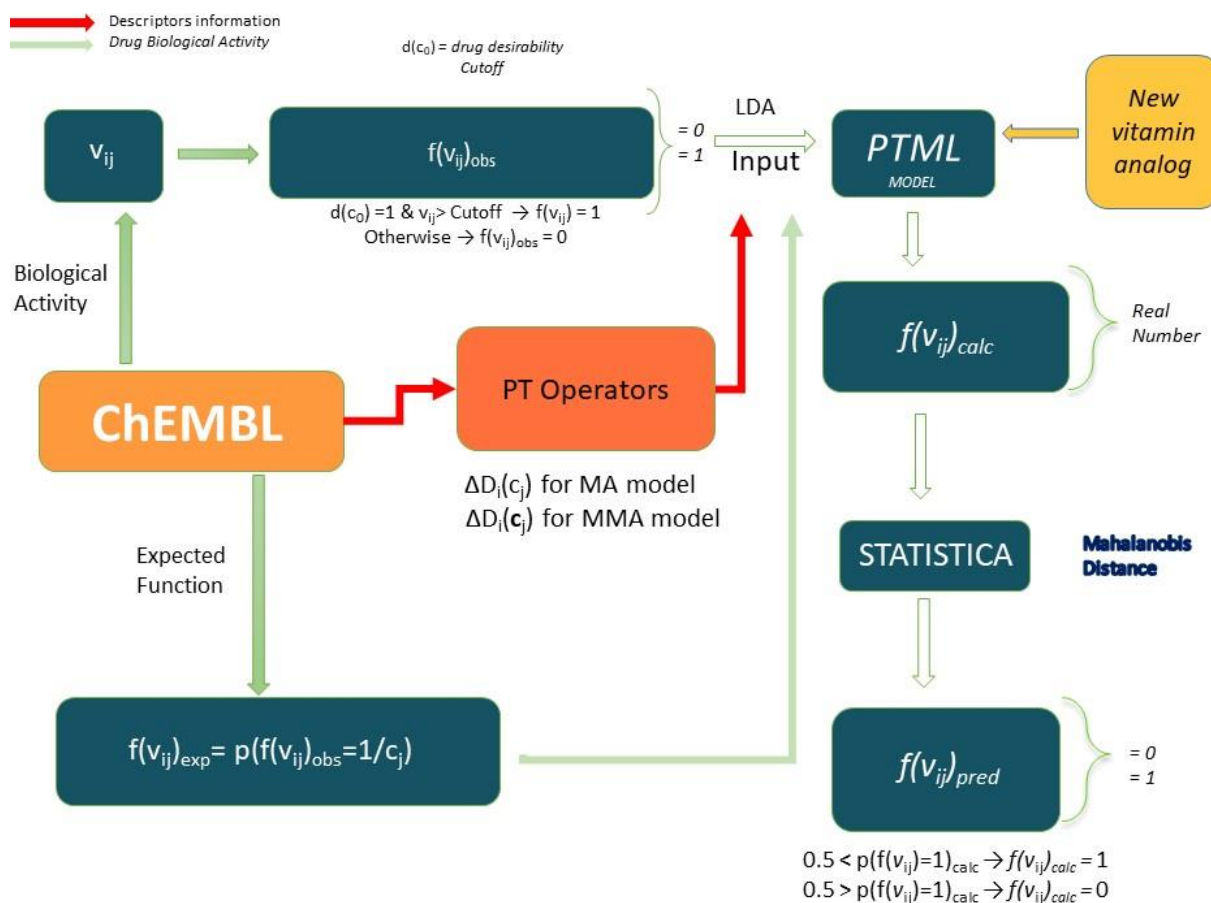 Descriptors information
Drug Biological Activity
d(c₀) = drug desirability
Cutoff
vᵢⱼ
f(vᵢⱼ)obs
= 0
= 1
d(c₀) =1 & vᵢⱼ> Cutoff → f(vᵢⱼ) = 1
Otherwise → f(vᵢⱼ)obs = 0
LDA
Input
PTML
MODEL
New
vitamin
analog
Biological
Activity
f(vᵢⱼ)calc
Real
Number
ChEMBL
PT Operators
ΔDᵢ(cⱼ) for MA model
ΔDᵢ(cⱼ) for MMA model
Expected
Function
STATISTICA
Mahalanobis
Distance
f(vᵢⱼ)exp= p(f(vᵢⱼ)obs=1/cⱼ)
f(vᵢⱼ)pred
= 0
= 1
0.5 < p(f(vᵢⱼ)=1)calc → f(vᵢⱼ)calc = 1
0.5 > p(f(vᵢⱼ)=1)calc → f(vᵢⱼ)calc = 0